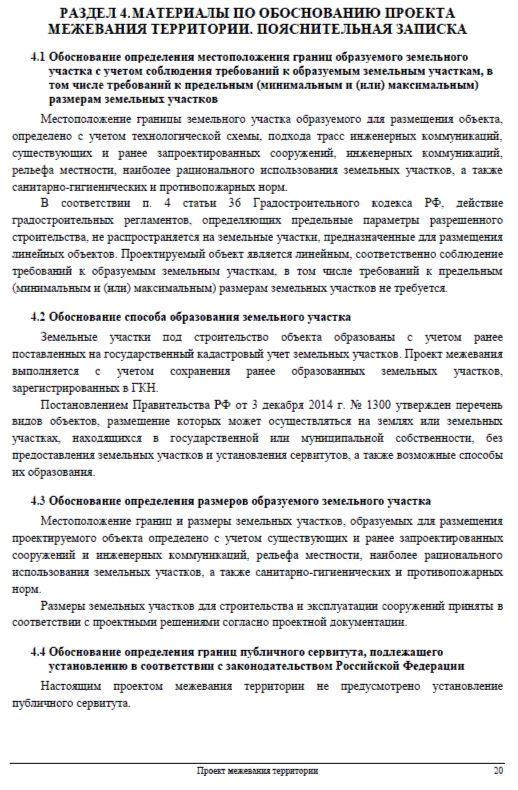 РАЗДЕЛ 4.МАТЕРИАЛЫ ПО ОБОСНОВАНИЮ ПРОЕКТА
МЕЖЕВАНИЯ ТЕРРИТОРИИ. ПОЯСНИТЕЛЬНАЯ ЗАПИСКА
4.1 Обоснование определения местоположения границ образуемого земельного
участка с учетом соблюдения требований к образуемым земельным участкам, в
том числе требований к предельным (минимальным и (или) максимальным)
размерам земельных участков
Местоположение границы земельного участка образуемого для размещения объекта,
определено с учетом технологической схемы, подхода трасс инженерных коммуникаций,
существующих и ранее запроектированных сооружений, инженерных коммуникаций,
рельефа местности, наиболее рационального использования земельных участков, а также
санитарно-гигиенических и противопожарных норм.
В соответствии п. 4 статьи 36 Градостроительного кодекса РФ, действие
градостроительных регламентов, определяющих предельные параметры разрешенного
строительства, не распространяется на земельные участки, предназначенные для размещения
линейных объектов. Проектируемый объект является линейным, соответственно соблюдение
требований к образуемым земельным участкам, в том числе требований к предельным
(минимальным и (или) максимальным) размерам земельных участков не требуется.
4.2 Обоснование способа образования земельного участка
Земельные участки под строительство объекта образованы с учетом ранее
поставленных на государственный кадастровый учет земельных участков. Проект межевания
выполняется с учетом сохранения ранее образованных земельных участков,
зарегистрированных в ГКН.
Постановлением Правительства РФ от 3 декабря 2014 г. № 1300 утвержден перечень
видов объектов, размещение которых может осуществляться на землях или земельных
участках, находящихся в государственной или муниципальной собственности, без
предоставления земельных участков и установления сервитутов, а также возможные способы
их образования.
4.3 Обоснование определения размеров образуемого земельного участка
Местоположение границ и размеры земельных участков, образуемых для размещения
проектируемого объекта определено с учетом существующих и ранее запроектированных
сооружений и инженерных коммуникаций, рельефа местности, наиболее рационального
использования земельных участков, а также санитарно-гигиенических и противопожарных
норм.
Размеры земельных участков для строительства и эксплуатации сооружений приняты в
соответствии с проектными решениями согласно проектной документации.
4.4 Обоснование определения границ публичного сервитута, подлежащего
установлению в соответствии с законодательством Российской Федерации
Настоящим проектом межевания территории не предусмотрено установление
публичного сервитута.
Проект межевания территории 20